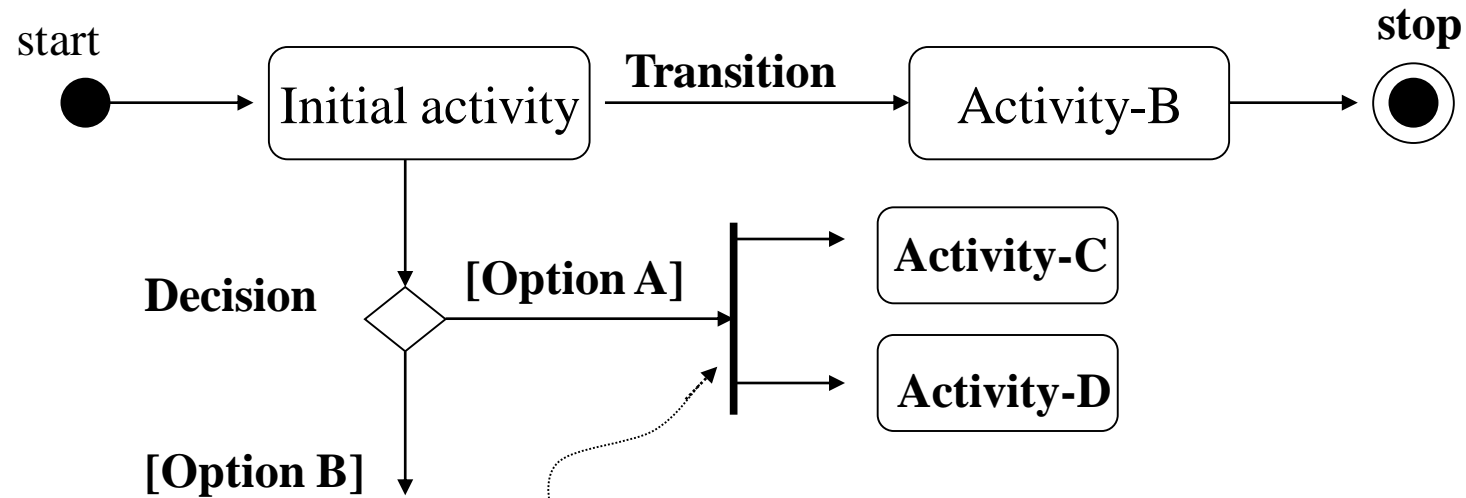 start
stop
Initial activity
Transition
Activity-B
Decision
[Option A]
Activity-C
Activity-D
[Option B]